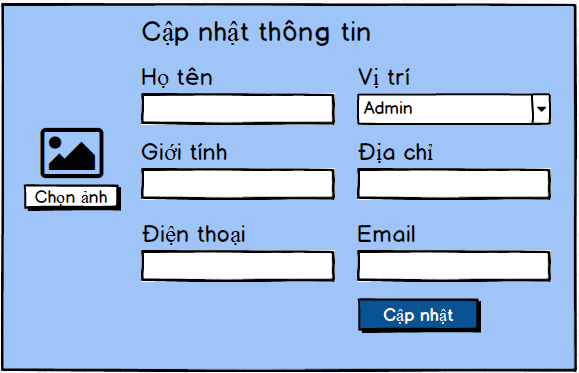 Cập nhật thông tin
Họ tên
Vị trí
Admin
Giới tính
Địa chỉ
Chọn ảnh
Điện thoại
Email
Cập nhật